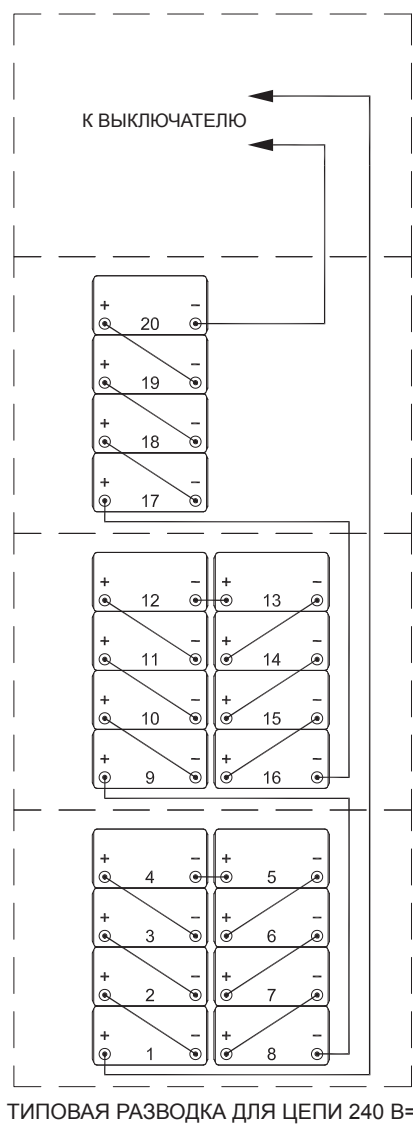 К ВЫКЛЮЧАТЕЛЮ
+ 20 −
+ 19 −
+ 18 −
+ 17 −
+ 12 − + 13 −
+ 11 − + 14 −
+ 10 − + 15 −
+ 9 − + 16 −
+ 4 − + 5 −
+ 3 − + 6 −
+ 2 − + 7 −
+ 1 − + 8 −
ТИПОВАЯ РАЗВОДКА ДЛЯ ЦЕПИ 240 В=